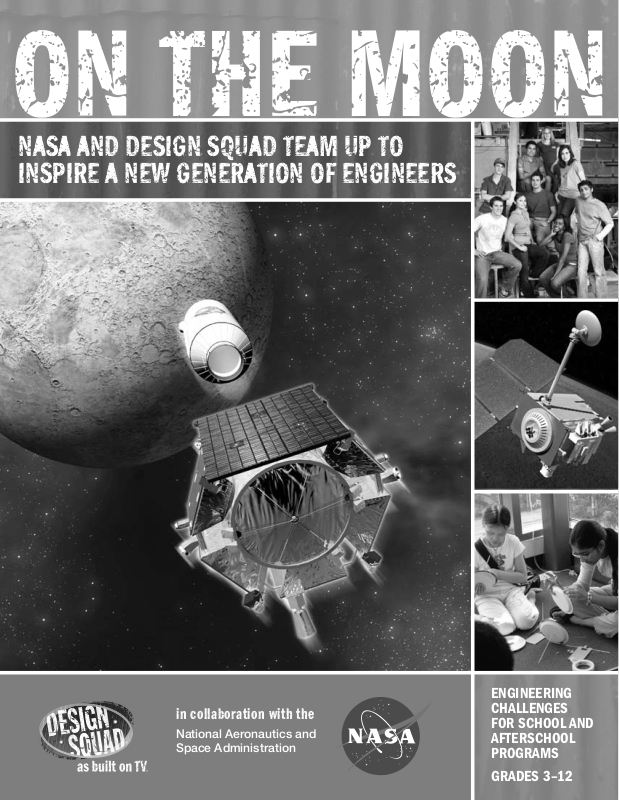 ON THE MOON
NASA AND DESIGN SQUAD TEAM UP TO
INSPIRE A NEW GENERATION OF ENGINEERS
DESIGN
SQUAD
as built on TV.
in collaboration with the
National Aeronautics and
Space Administration
NASA
ENGINEERING
CHALLENGES
FOR SCHOOL AND
AFTERSCHOOL
PROGRAMS
GRADES 3–12